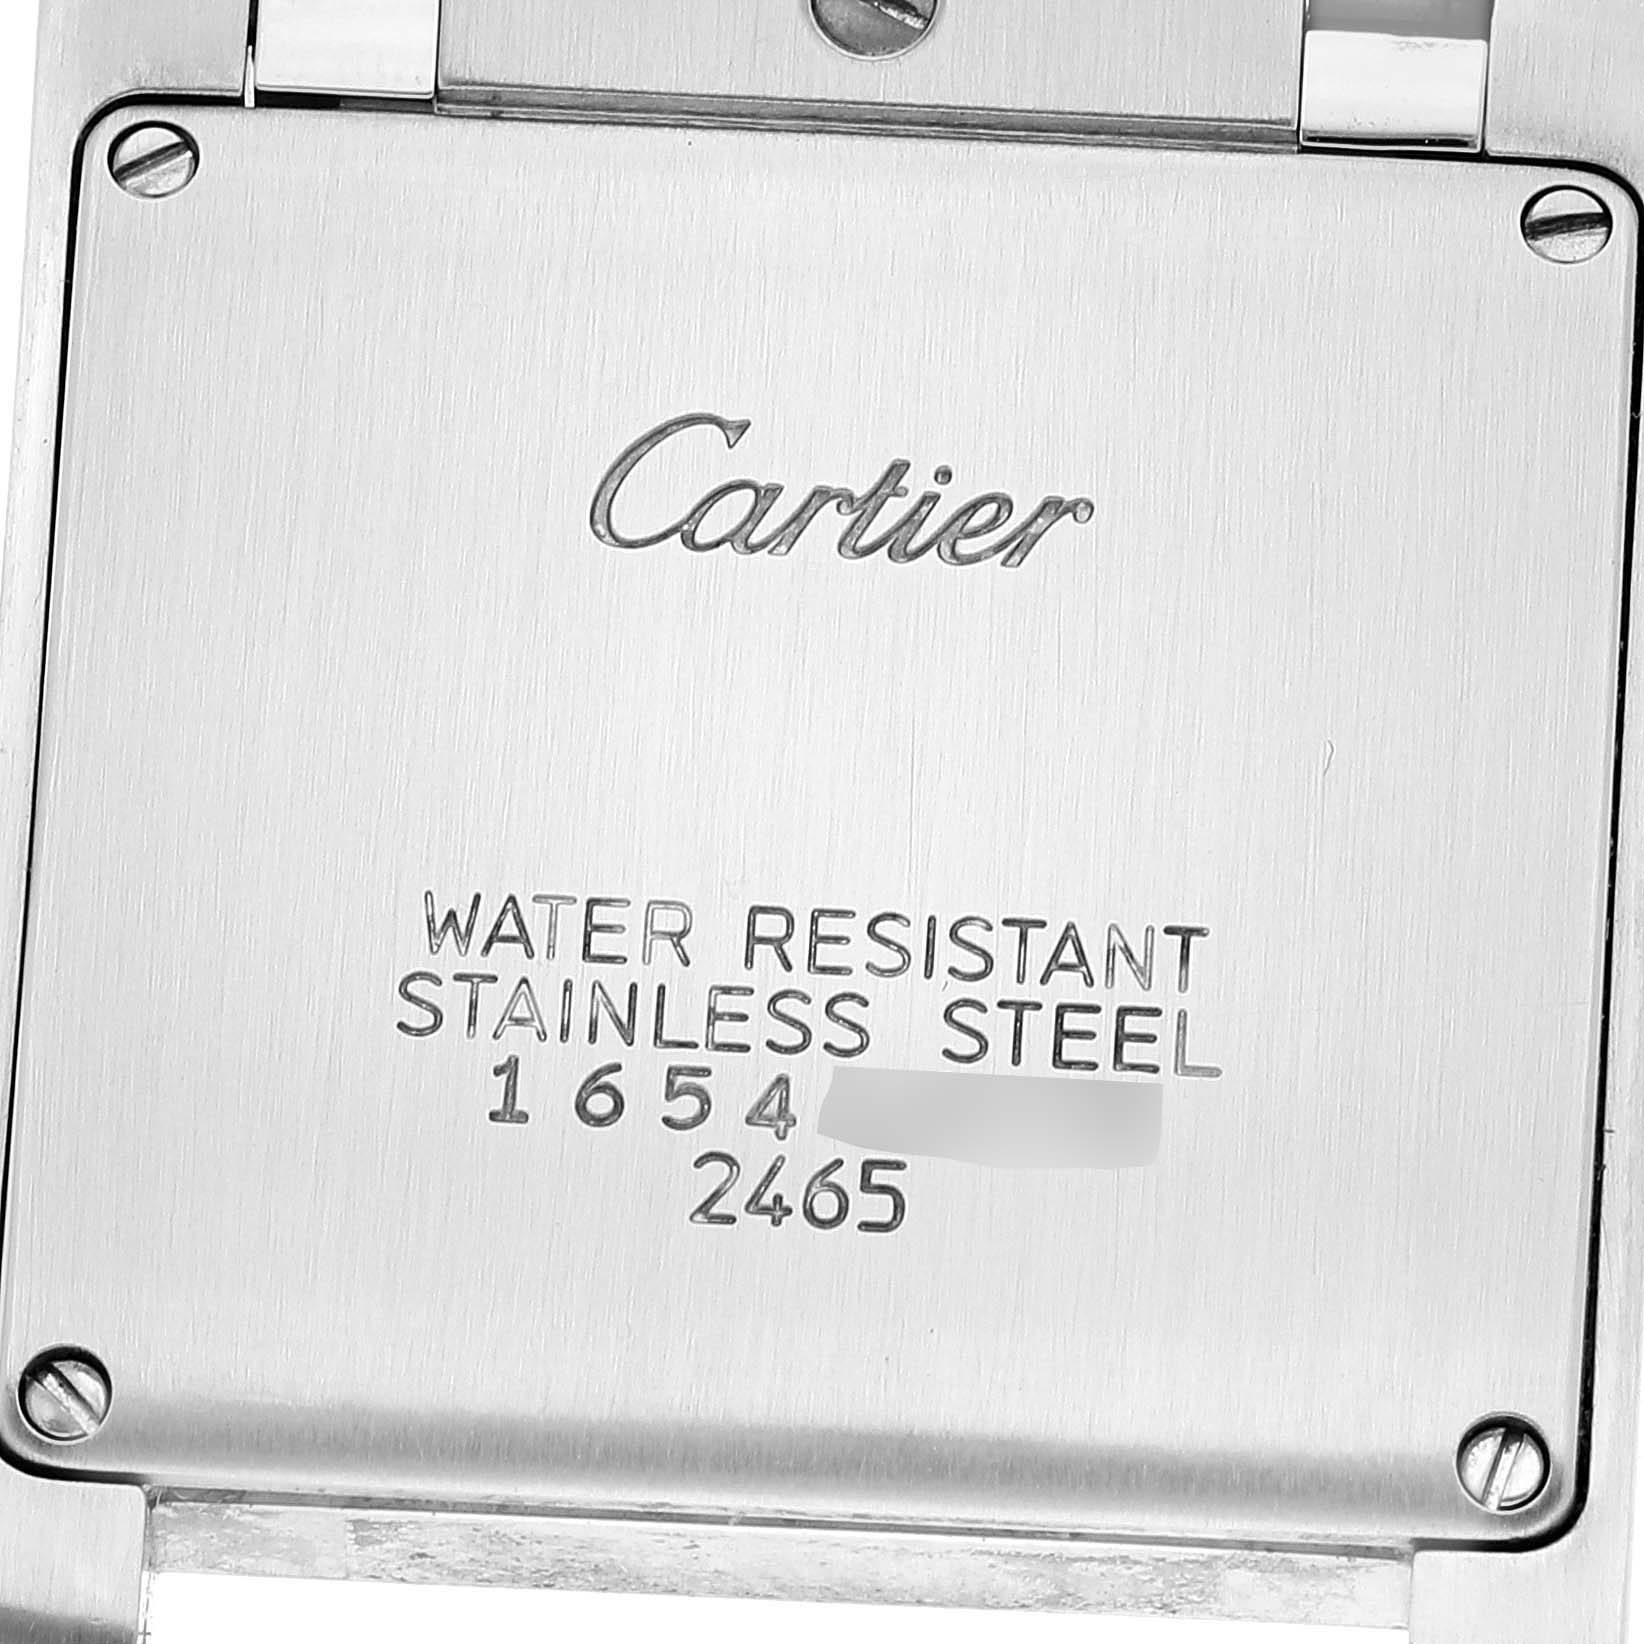 Cartier
WATER RESISTANT
STAINLESS STEEL
1654
2465